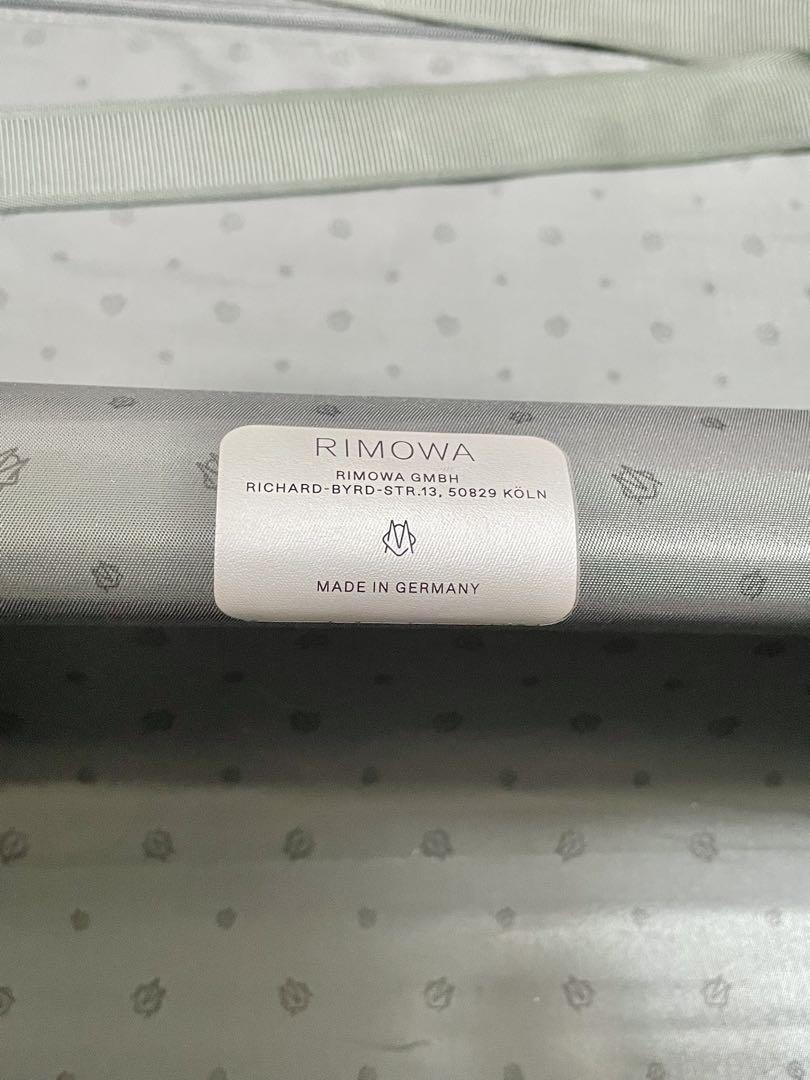 RIMOWA
RIMOWA GMBH
RICHARD-BYRD-STR.13, 50829 KÖLN
MADE IN GERMANY